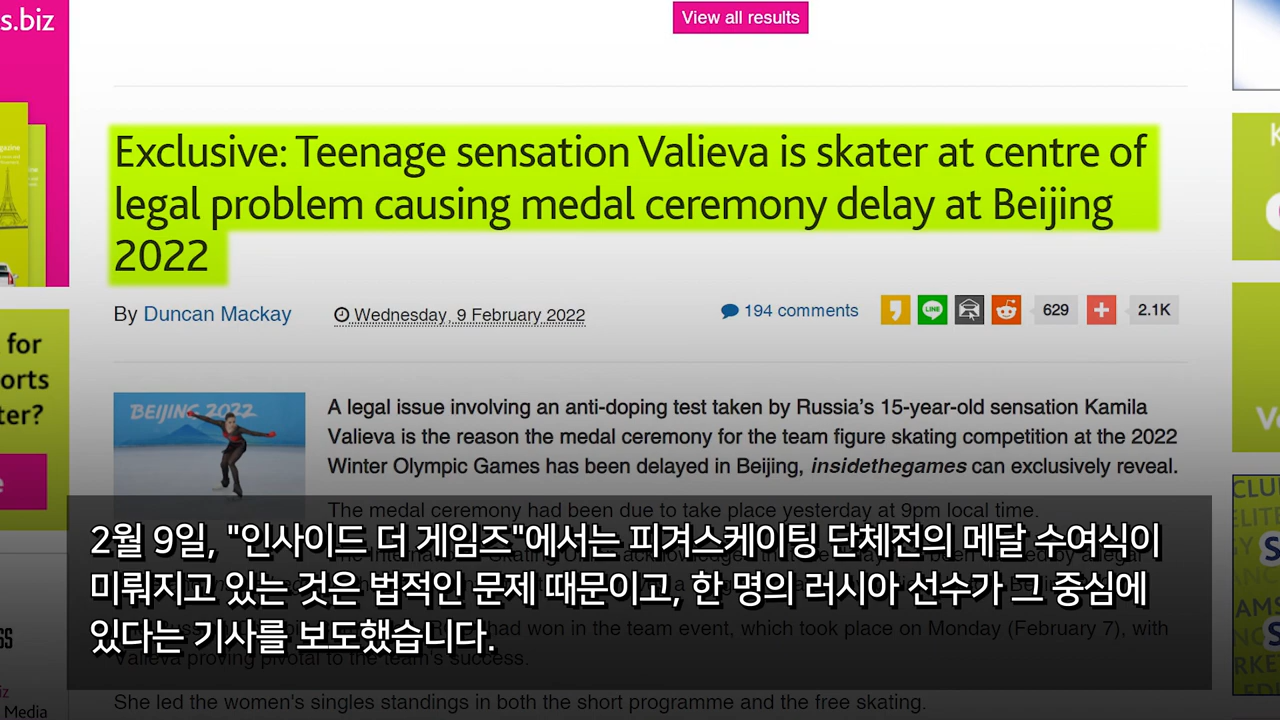 s.biz
View all results
Exclusive: Teenage sensation Valieva is skater at centre of
legal problem causing medal ceremony delay at Beijing
2022
By Duncan Mackay
Wednesday, 9 February 2022
194 comments
629
2.1K
for
orts
ter?
BEIJING 2022
A legal issue involving an anti-doping test taken by Russia's 15-year-old sensation Kamila
Valieva is the reason the medal ceremony for the team figure skating competition at the 2022
Winter Olympic Games has been delayed in Beijing, insidethegames can exclusively reveal.
The medal ceremony had been due to take place yesterday at 9pm local time.
2월 9일, "인사이드 더 게임즈"에서는 피겨스케이팅 단체전의 메달 수여식이
미뤄지고 있는 것은 법적인 문제 때문이고, 한 명의 러시아 선수가 그 중심에
있다는 기사를 보도했습니다.
had won in the team event, which took place on Monday (February 7), with
Valieva proving pivotal to the team's success.
She led the women's singles standings in both the short programme and the free skating.
Media